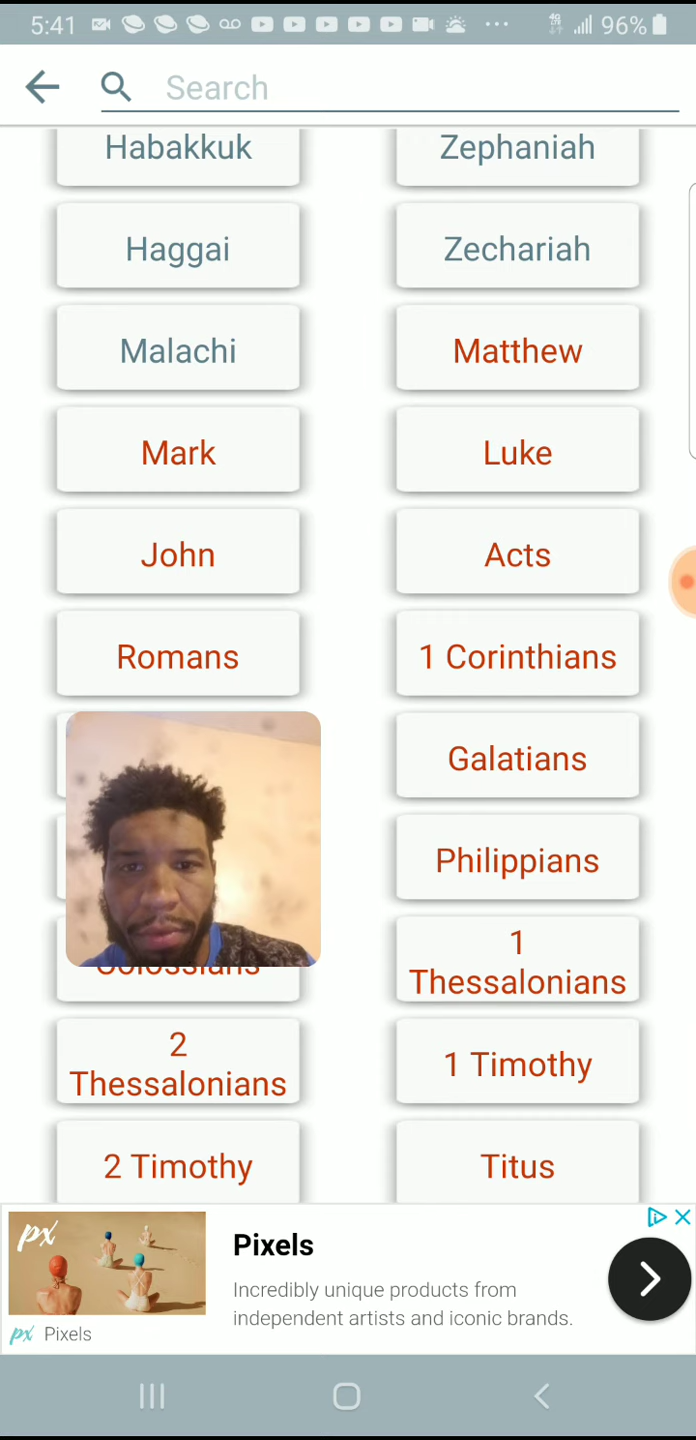 5:41
4G
96%
Search
Habakkuk
Zephaniah
Haggai
Zechariah
Malachi
Matthew
Mark
Luke
John
Acts
Romans
1 Corinthians
Galatians
Philippians
Colossians
1
Thessalonians
2
Thessalonians
1 Timothy
2 Timothy
Titus
px
Pixels
Incredibly unique products from
independent artists and iconic brands.
px Pixels